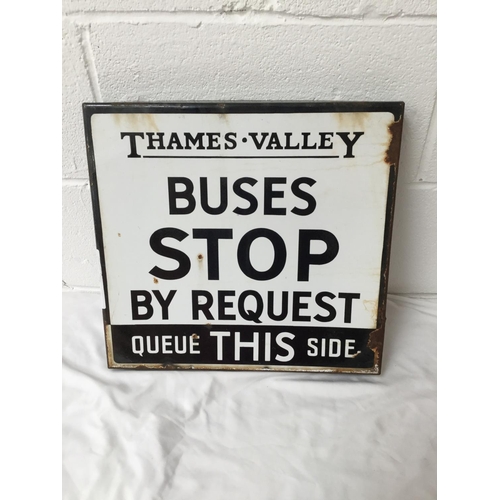 THAMES·VALLEY
BUSES
STOP
BY REQUEST
QUEUE THIS SIDE